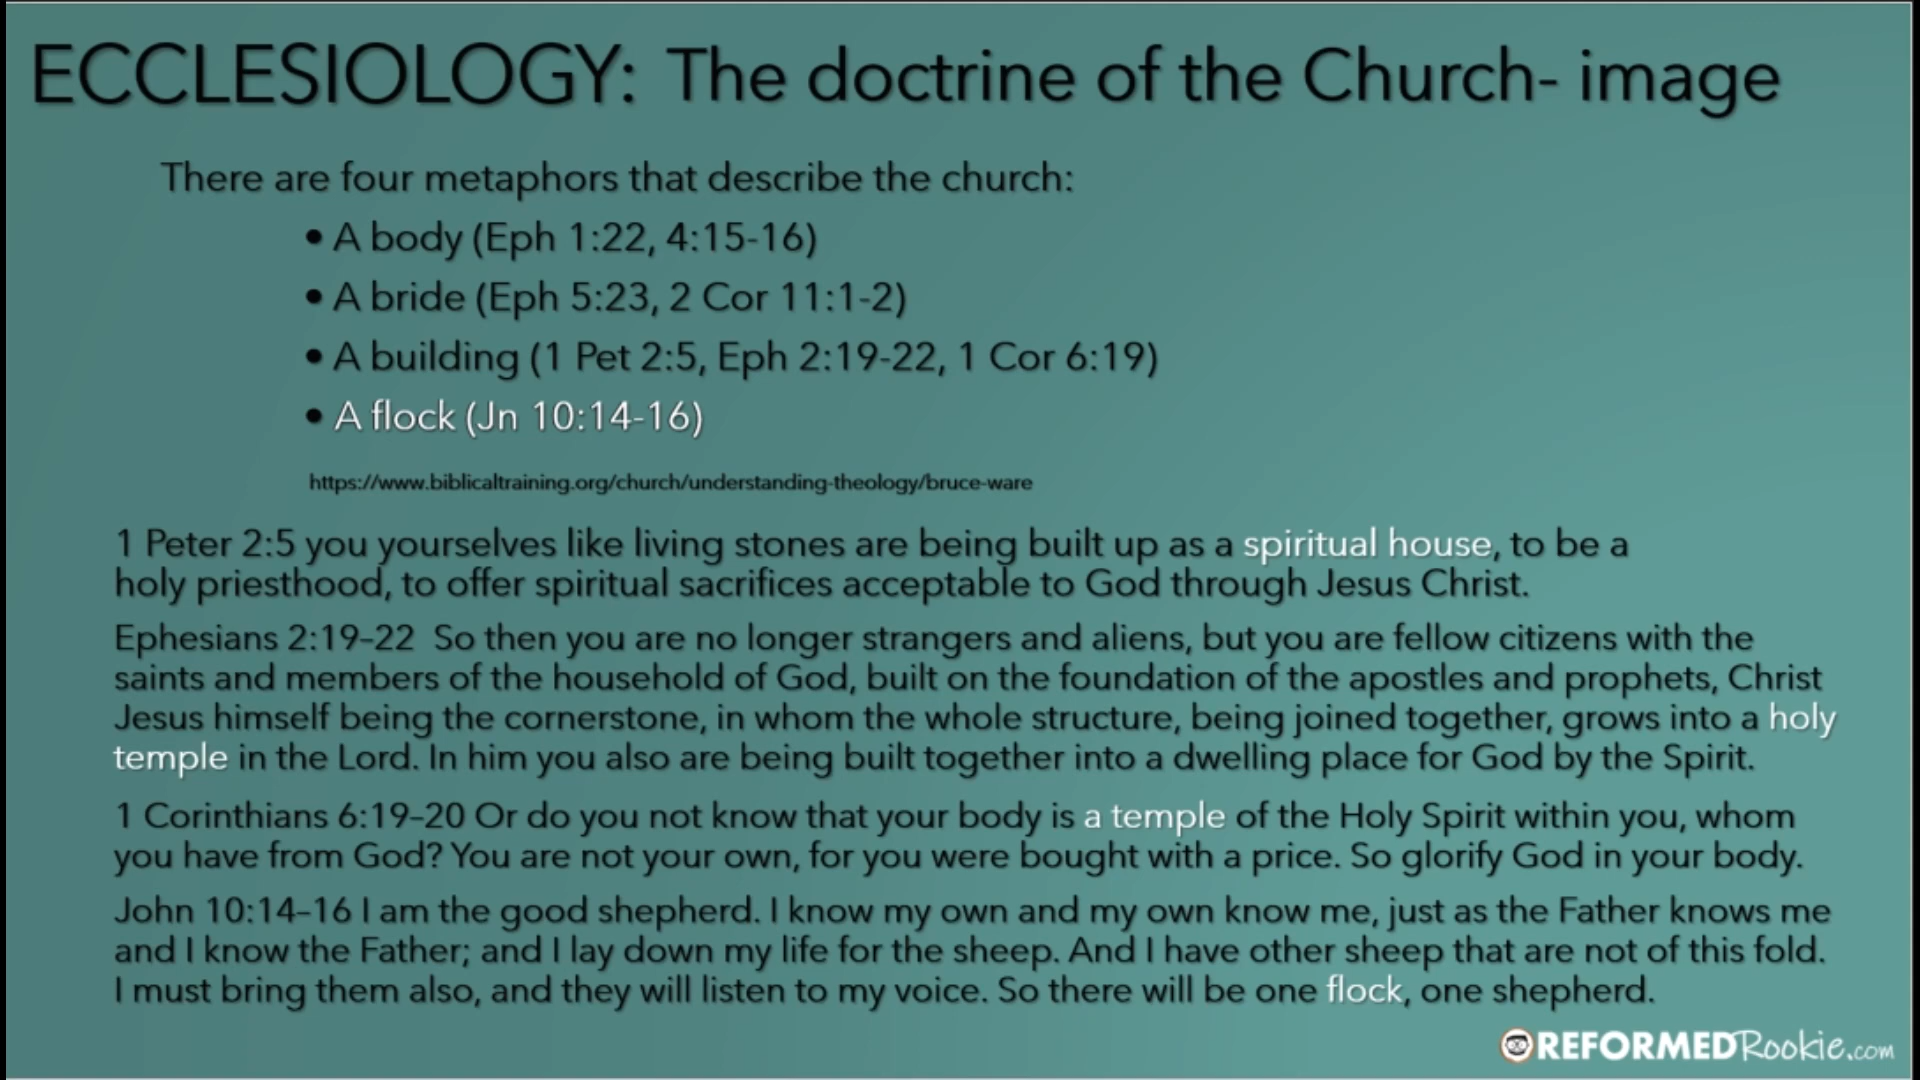 ECCLESIOLOGY: The doctrine of the Church- image
There are four metaphors that describe the church:
• A body (Eph 1:22, 4:15-16)
• A bride (Eph 5:23, 2 Cor 11:1-2)
• A building (1 Pet 2:5, Eph 2:19-22, 1 Cor 6:19)
• A flock (Jn 10:14-16)
https://www.biblicaltraining.org/church/understanding-theology/bruce-ware
1 Peter 2:5 you yourselves like living stones are being built up as a spiritual house, to be a
holy priesthood, to offer spiritual sacrifices acceptable to God through Jesus Christ.
Ephesians 2:19–22 So then you are no longer strangers and aliens, but you are fellow citizens with the
saints and members of the household of God, built on the foundation of the apostles and prophets, Christ
Jesus himself being the cornerstone, in whom the whole structure, being joined together, grows into a holy
temple in the Lord. In him you also are being built together into a dwelling place for God by the Spirit.
1 Corinthians 6:19–20 Or do you not know that your body is a temple of the Holy Spirit within you, whom
you have from God? You are not your own, for you were bought with a price. So glorify God in your body.
John 10:14–16 I am the good shepherd. I know my own and my own know me, just as the Father knows me
and I know the Father; and I lay down my life for the sheep. And I have other sheep that are not of this fold.
I must bring them also, and they will listen to my voice. So there will be one flock, one shepherd.
REFORMEDRookie.com